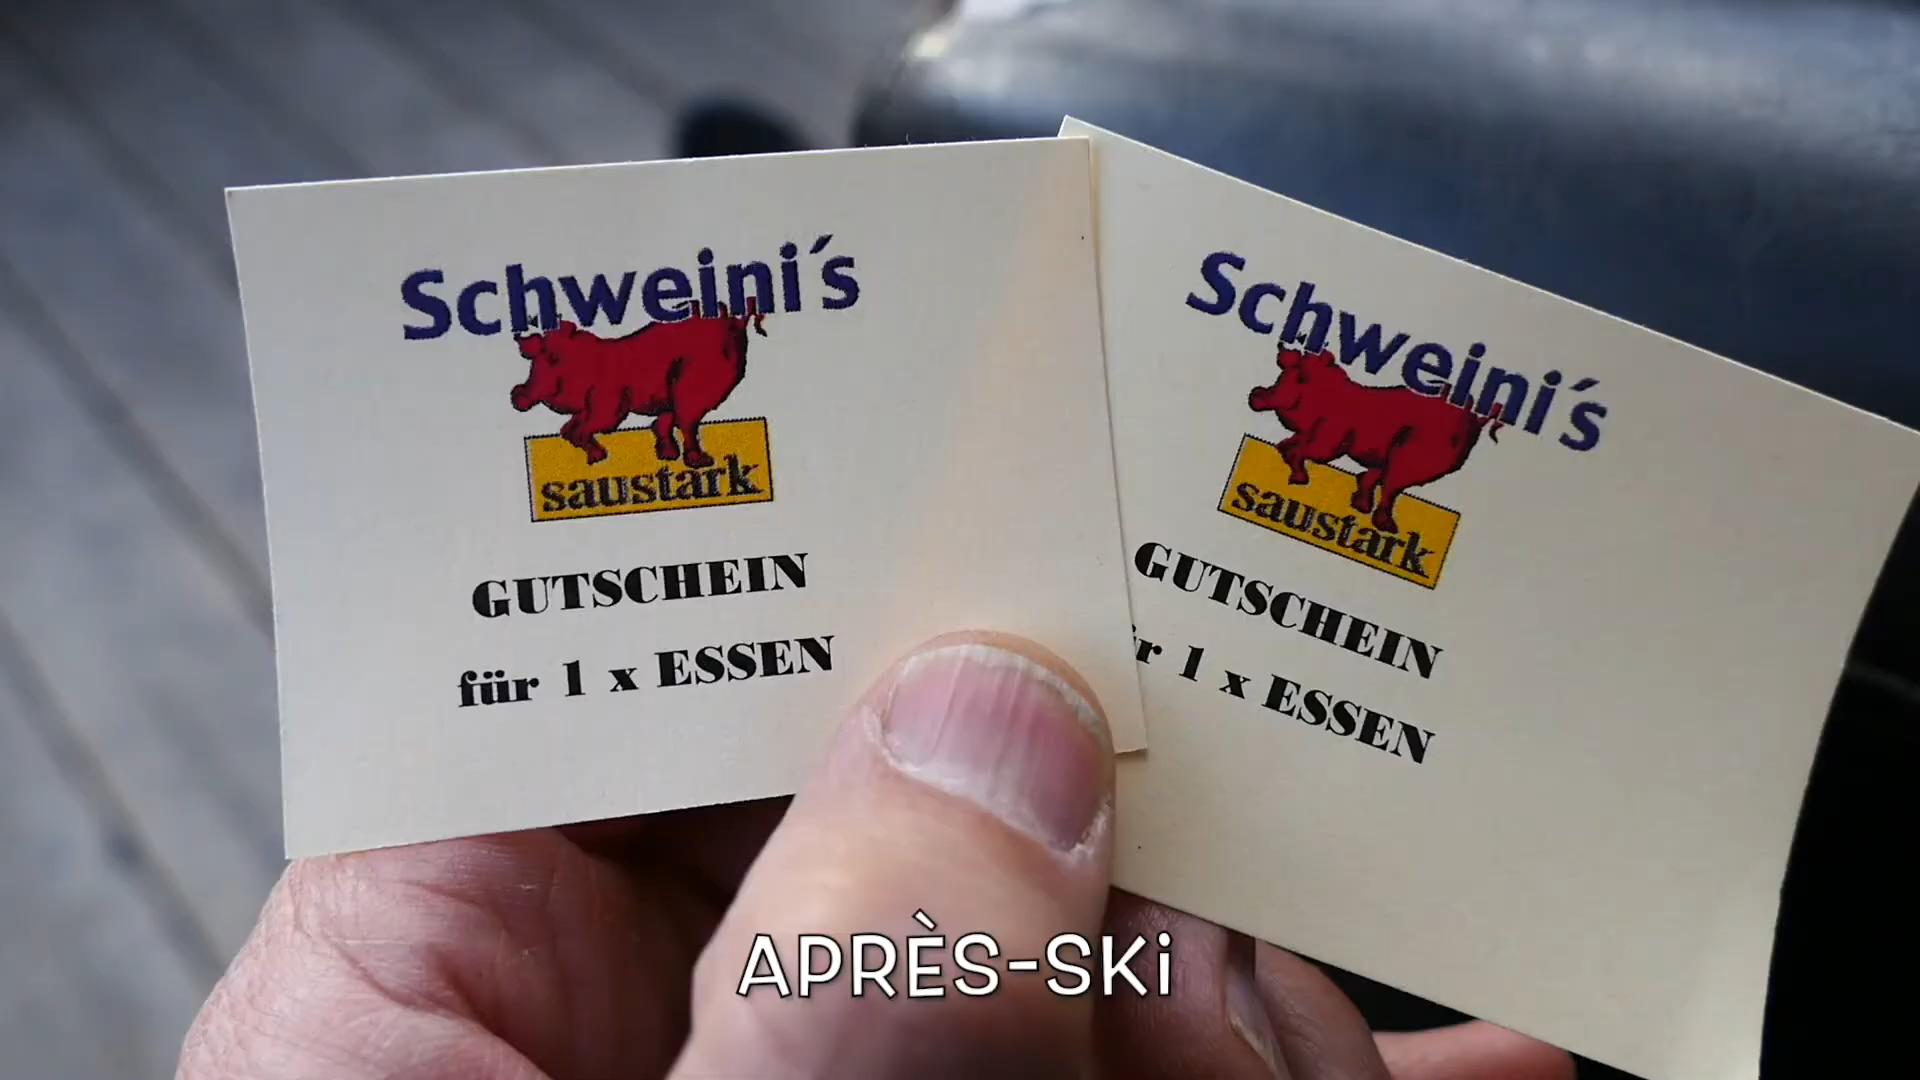 Schweini´s
saustark
GUTSCHEIN
für 1 x ESSEN
Schweini´s
saustark
GUTSCHEIN
r 1 x ESSEN
APRÈS-SKi